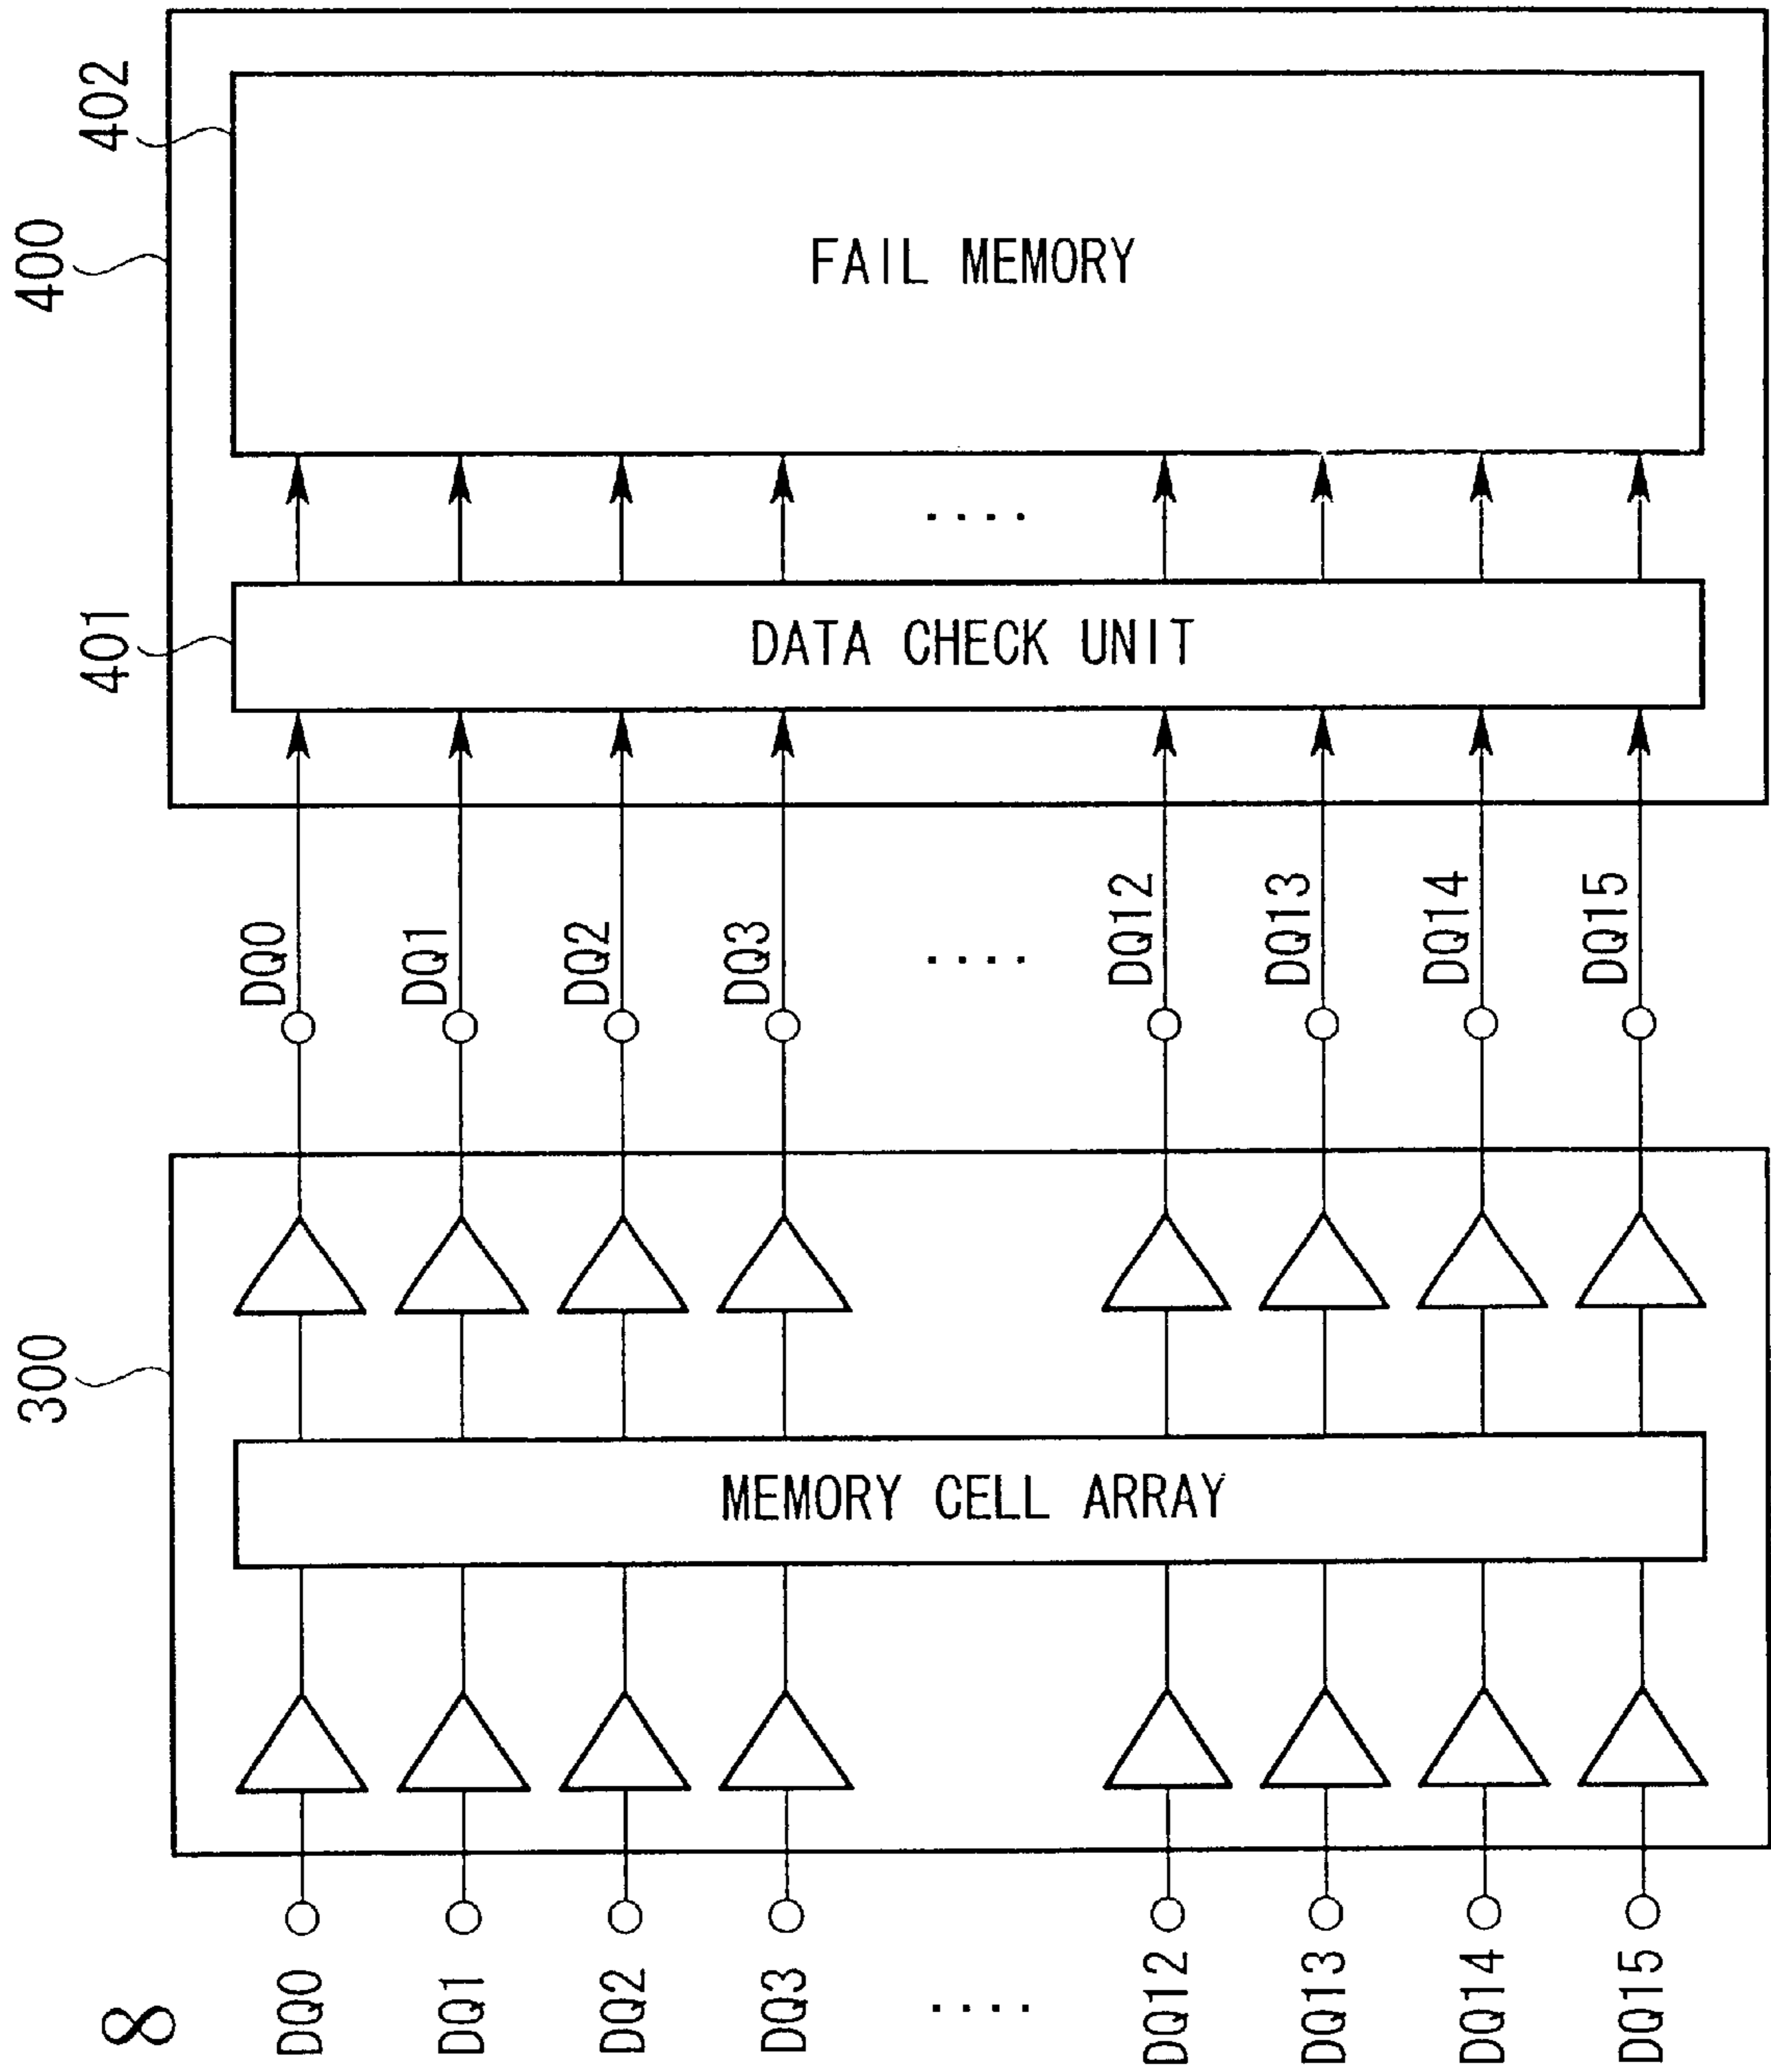 402
400
FAIL MEMORY
401
DATA CHECK UNIT
....
DQ0
DQ1
DQ2
DQ3
....
DQ12
DQ13
DQ14
DQ15
300
MEMORY CELL ARRAY
8
DQ0
DQ1
DQ2
DQ3
....
DQ12
DQ13
DQ14
DQ15